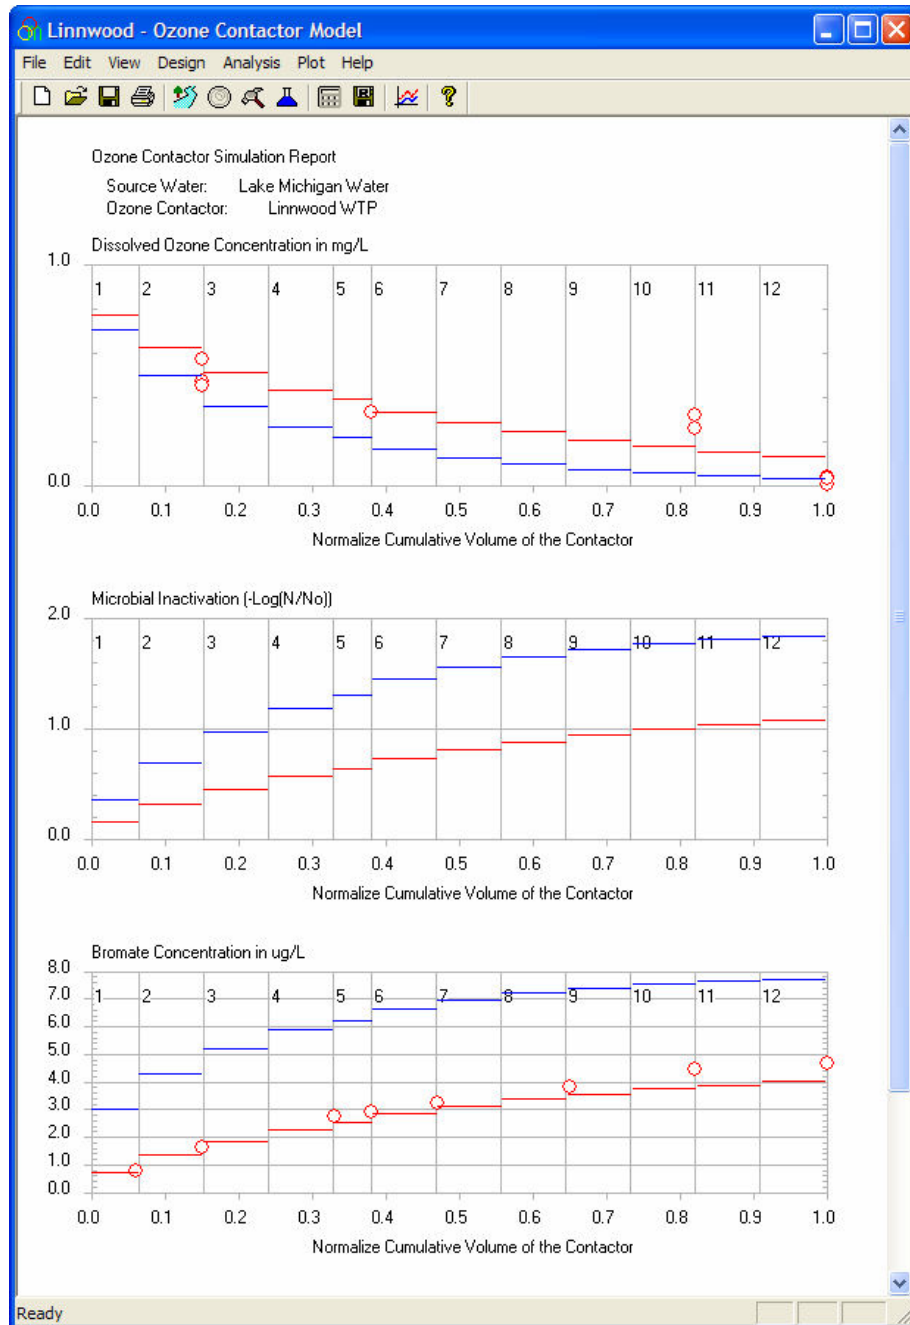 Linnwood - Ozone Contactor Model
File Edit View Design Analysis Plot Help
Ozone Contactor Simulation Report
Source Water: Lake Michigan Water
Ozone Contactor: Linnwood WTP
Dissolved Ozone Concentration in mg/L
1.0
1 2 3 4 5 6 7 8 9 10 11 12
0.0
0.0 0.1 0.2 0.3 0.4 0.5 0.6 0.7 0.8 0.9 1.0
Normalize Cumulative Volume of the Contactor
Microbial Inactivation (-Log(N/No))
2.0
1 2 3 4 5 6 7 8 9 10 11 12
1.0
0.0
0.0 0.1 0.2 0.3 0.4 0.5 0.6 0.7 0.8 0.9 1.0
Normalize Cumulative Volume of the Contactor
Bromate Concentration in ug/L
8.0
7.0 1 2 3 4 5 6 7 8 9 10 11 12
6.0
5.0
4.0
3.0
2.0
1.0
0.0
0.0 0.1 0.2 0.3 0.4 0.5 0.6 0.7 0.8 0.9 1.0
Normalize Cumulative Volume of the Contactor
Ready